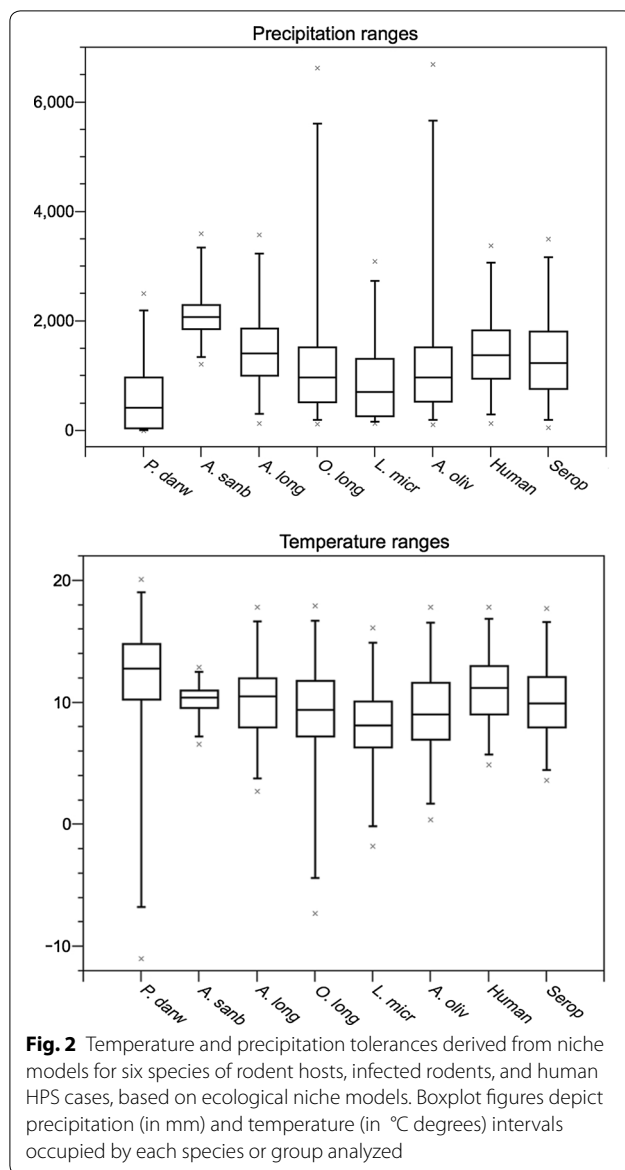 Precipitation ranges
6,000
4,000
2,000
0
P. darw
A. sanb
A. long
O. long
L. micr
A. oliv
Human
Serop
Temperature ranges
20
10
0
−10
P. darw
A. sanb
A. long
O. long
L. micr
A. oliv
Human
Serop
Fig. 2 Temperature and precipitation tolerances derived from niche
models for six species of rodent hosts, infected rodents, and human
HPS cases, based on ecological niche models. Boxplot figures depict
precipitation (in mm) and temperature (in °C degrees) intervals
occupied by each species or group analyzed